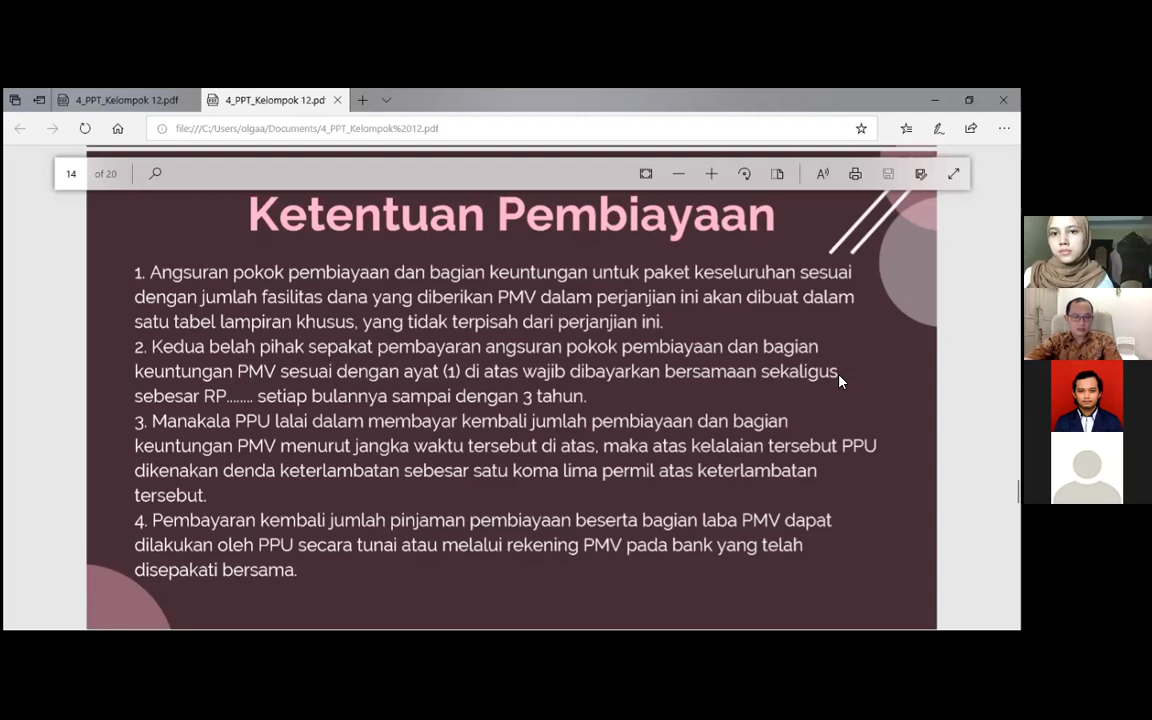 4_PPT_Kelompok 12.pdf
4_PPT_Kelompok 12.pd
file:///C:/Users/olgaa/Documents/4_PPT_Kelompok%2012.pdf
14 of 20
Ketentuan Pembiayaan
1. Angsuran pokok pembiayaan dan bagian keuntungan untuk paket keseluruhan sesuai
dengan jumlah fasilitas dana yang diberikan PMV dalam perjanjian ini akan dibuat dalam
satu tabel lampiran khusus, yang tidak terpisah dari perjanjian ini.
2. Kedua belah pihak sepakat pembayaran angsuran pokok pembiayaan dan bagian
keuntungan PMV sesuai dengan ayat (1) di atas wajib dibayarkan bersamaan sekaligus
sebesar RP........ setiap bulannya sampai dengan 3 tahun.
3. Manakala PPU lalai dalam membayar kembali jumlah pembiayaan dan bagian
keuntungan PMV menurut jangka waktu tersebut di atas, maka atas kelalaian tersebut PPU
dikenakan denda keterlambatan sebesar satu koma lima permil atas keterlambatan
tersebut.
4. Pembayaran kembali jumlah pinjaman pembiayaan beserta bagian laba PMV dapat
dilakukan oleh PPU secara tunai atau melalui rekening PMV pada bank yang telah
disepakati bersama.